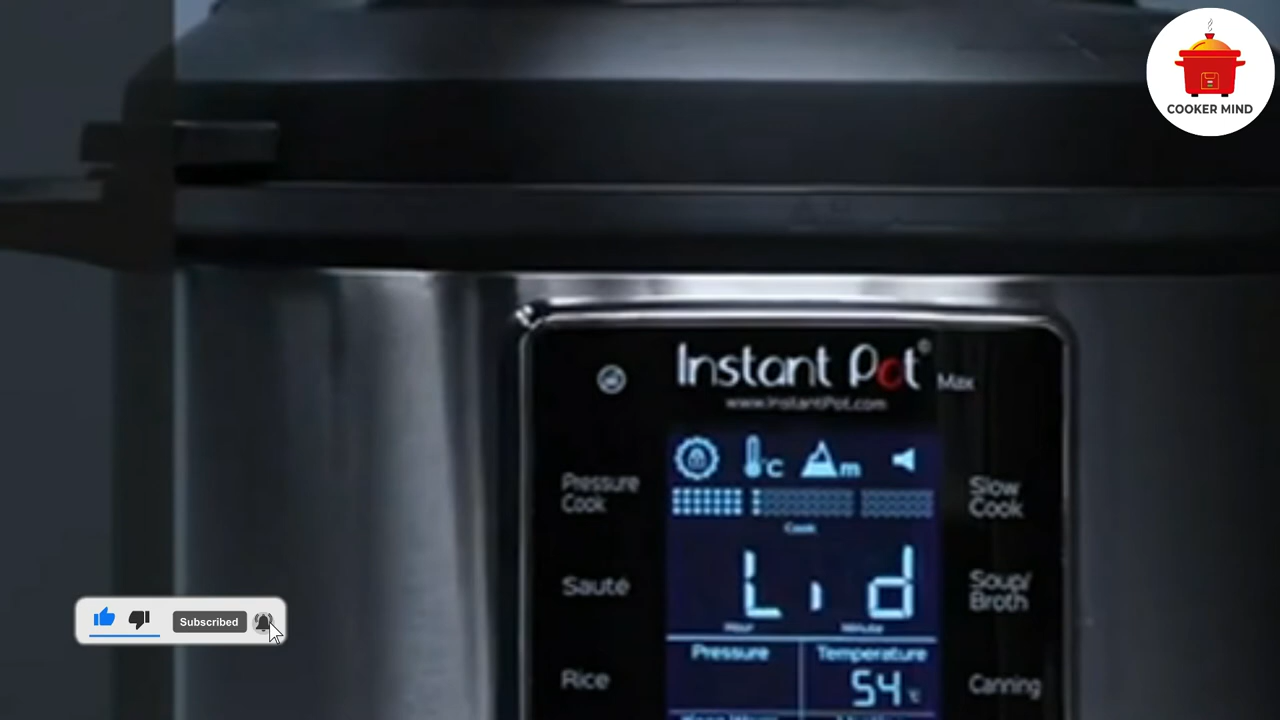 COOKER MIND
Instant Pot® Max
www.InstantPot.com
°C m
Pressure
Cook
Slow
Cook
Cook
Lid
Hour Minute
Sauté
Soup/
Broth
Pressure Temperature
54 °C
Rice
Canning
Subscribed